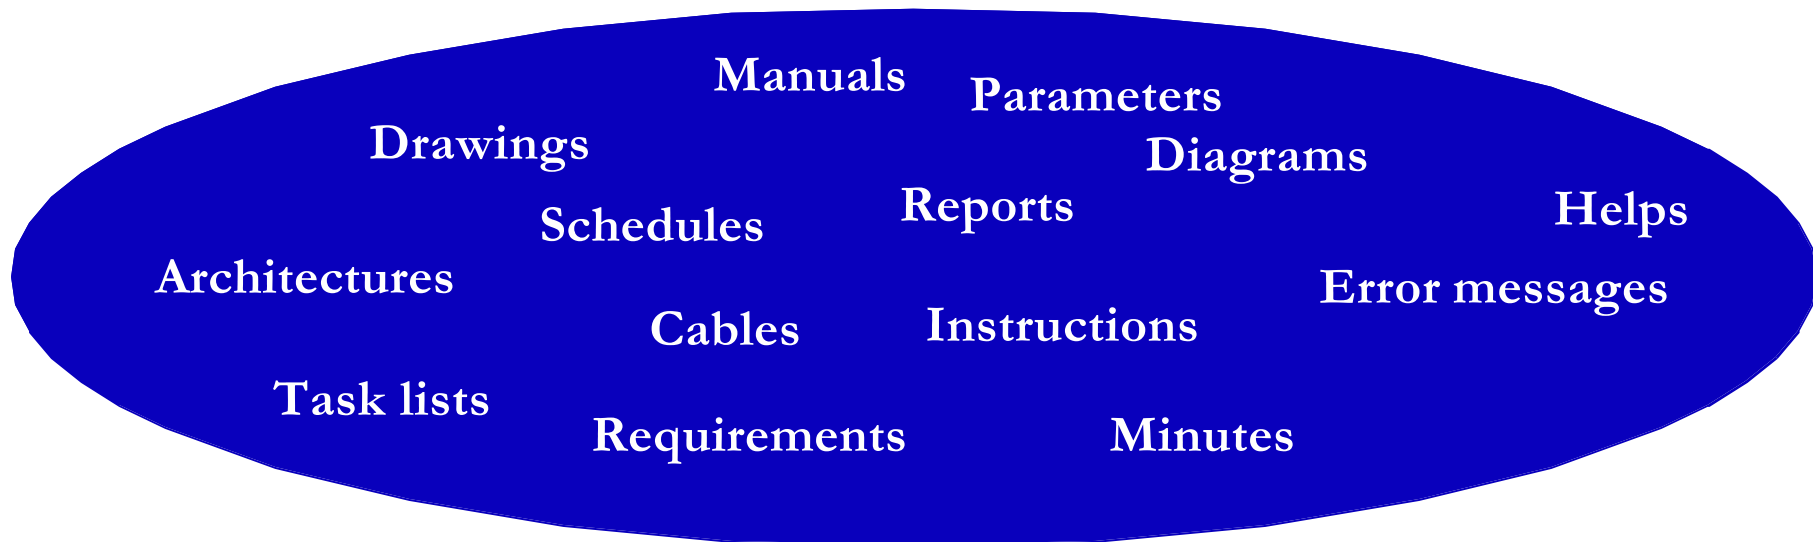 Manuals
Parameters
Drawings
Diagrams
Reports
Helps
Schedules
Architectures
Error messages
Cables
Instructions
Task lists
Requirements
Minutes